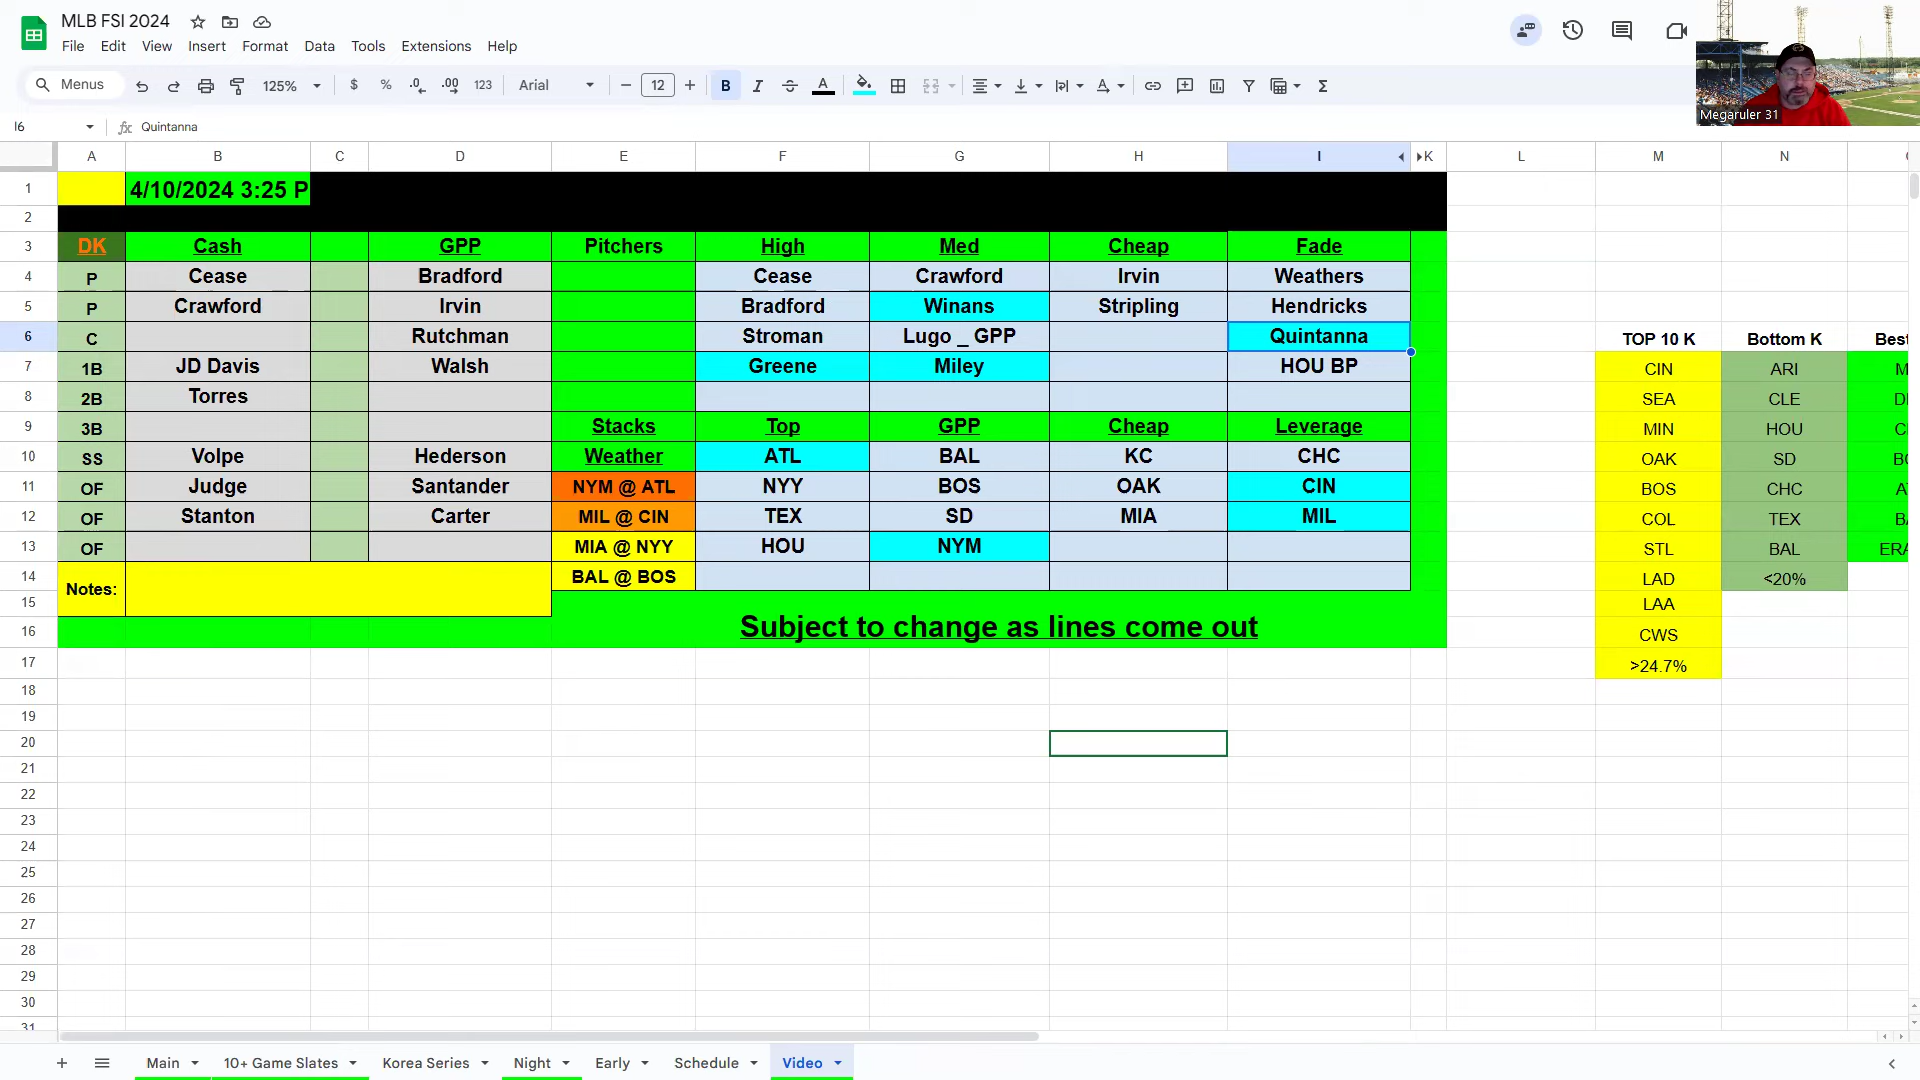 MLB FSI 2024
File Edit View Insert Format Data Tools Extensions Help
Menus 125% $ % .0 .00 123 Arial 12 B I A
Megaruler 31
I6 fx Quintanna
A B C D E F G H I K L M N
1 4/10/2024 3:25 P
2
3 DK Cash GPP Pitchers High Med Cheap Fade
4 P Cease Bradford Cease Crawford Irvin Weathers
5 P Crawford Irvin Bradford Winans Stripling Hendricks
6 C Rutchman Stroman Lugo _ GPP Quintanna TOP 10 K Bottom K Best
7 1B JD Davis Walsh Greene Miley HOU BP CIN ARI
8 2B Torres SEA CLE
9 3B Stacks Top GPP Cheap Leverage MIN HOU
10 SS Volpe Hederson Weather ATL BAL KC CHC OAK SD
11 OF Judge Santander NYM @ ATL NYY BOS OAK CIN BOS CHC
12 OF Stanton Carter MIL @ CIN TEX SD MIA MIL COL TEX
13 OF MIA @ NYY HOU NYM STL BAL ERA
14 Notes: BAL @ BOS LAD <20%
15 LAA
16 Subject to change as lines come out CWS
17 >24.7%
18
19
20
21
22
23
24
25
26
27
28
29
30
31
Main 10+ Game Slates Korea Series Night Early Schedule Video